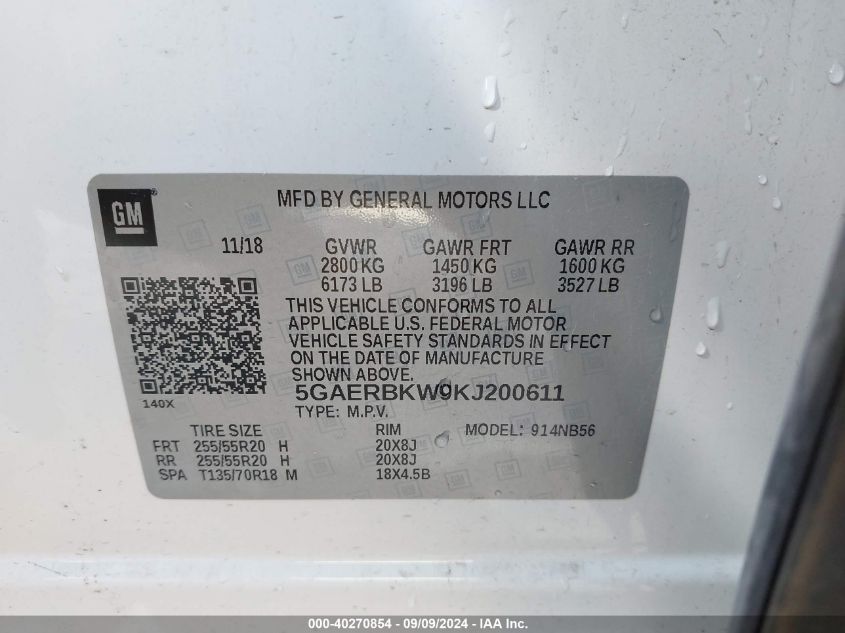 GM
MFD BY GENERAL MOTORS LLC
11/18 GVWR GAWR FRT GAWR RR
2800 KG 1450 KG 1600 KG
6173 LB 3196 LB 3527 LB
THIS VEHICLE CONFORMS TO ALL
APPLICABLE U.S. FEDERAL MOTOR
VEHICLE SAFETY STANDARDS IN EFFECT
ON THE DATE OF MANUFACTURE
SHOWN ABOVE.
140X
5GAERBKW9KJ200611
TYPE: M.P.V.
TIRE SIZE RIM MODEL: 914NB56
FRT 255/55R20 H 20X8J
RR 255/55R20 H 20X8J
SPA T135/70R18 M 18X4.5B
000-40270854 - 09/09/2024 - IAA Inc.